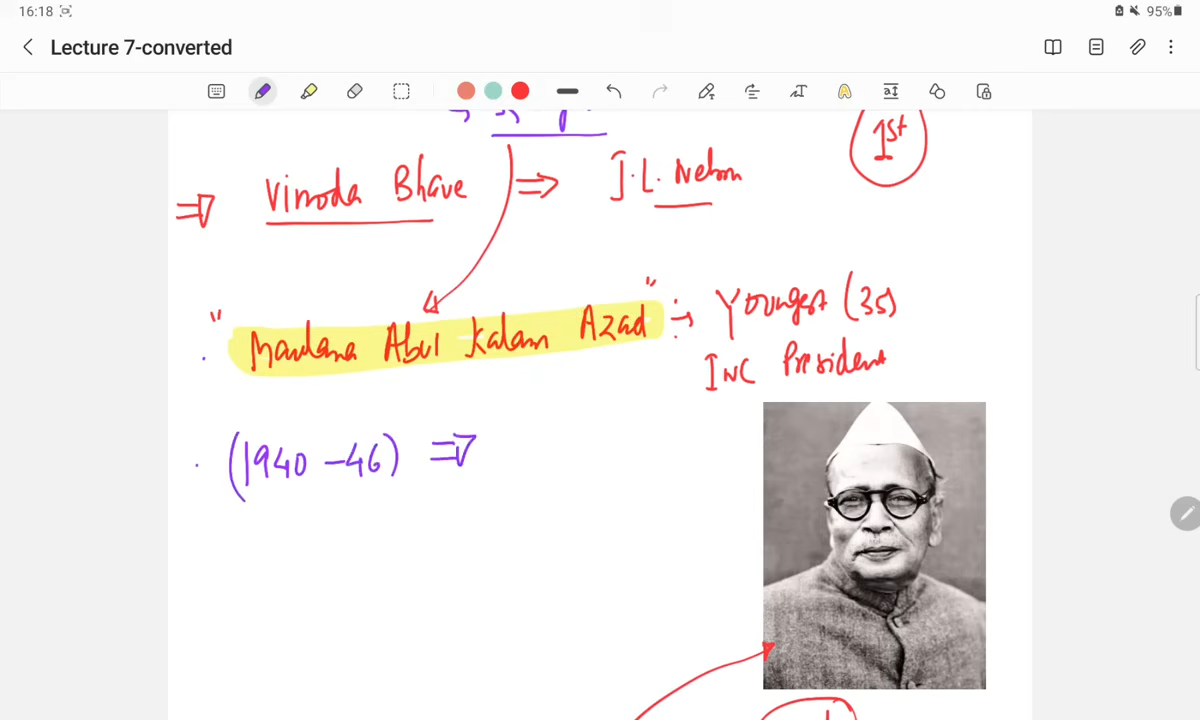 16:18
95%
Lecture 7-converted
1st
⇒ Vinoda Bhave ⇒ J.L. Nehru
"Maulana Abul Kalam Azad" :→ Youngest (35)
INC President
(1940-46) ⇒